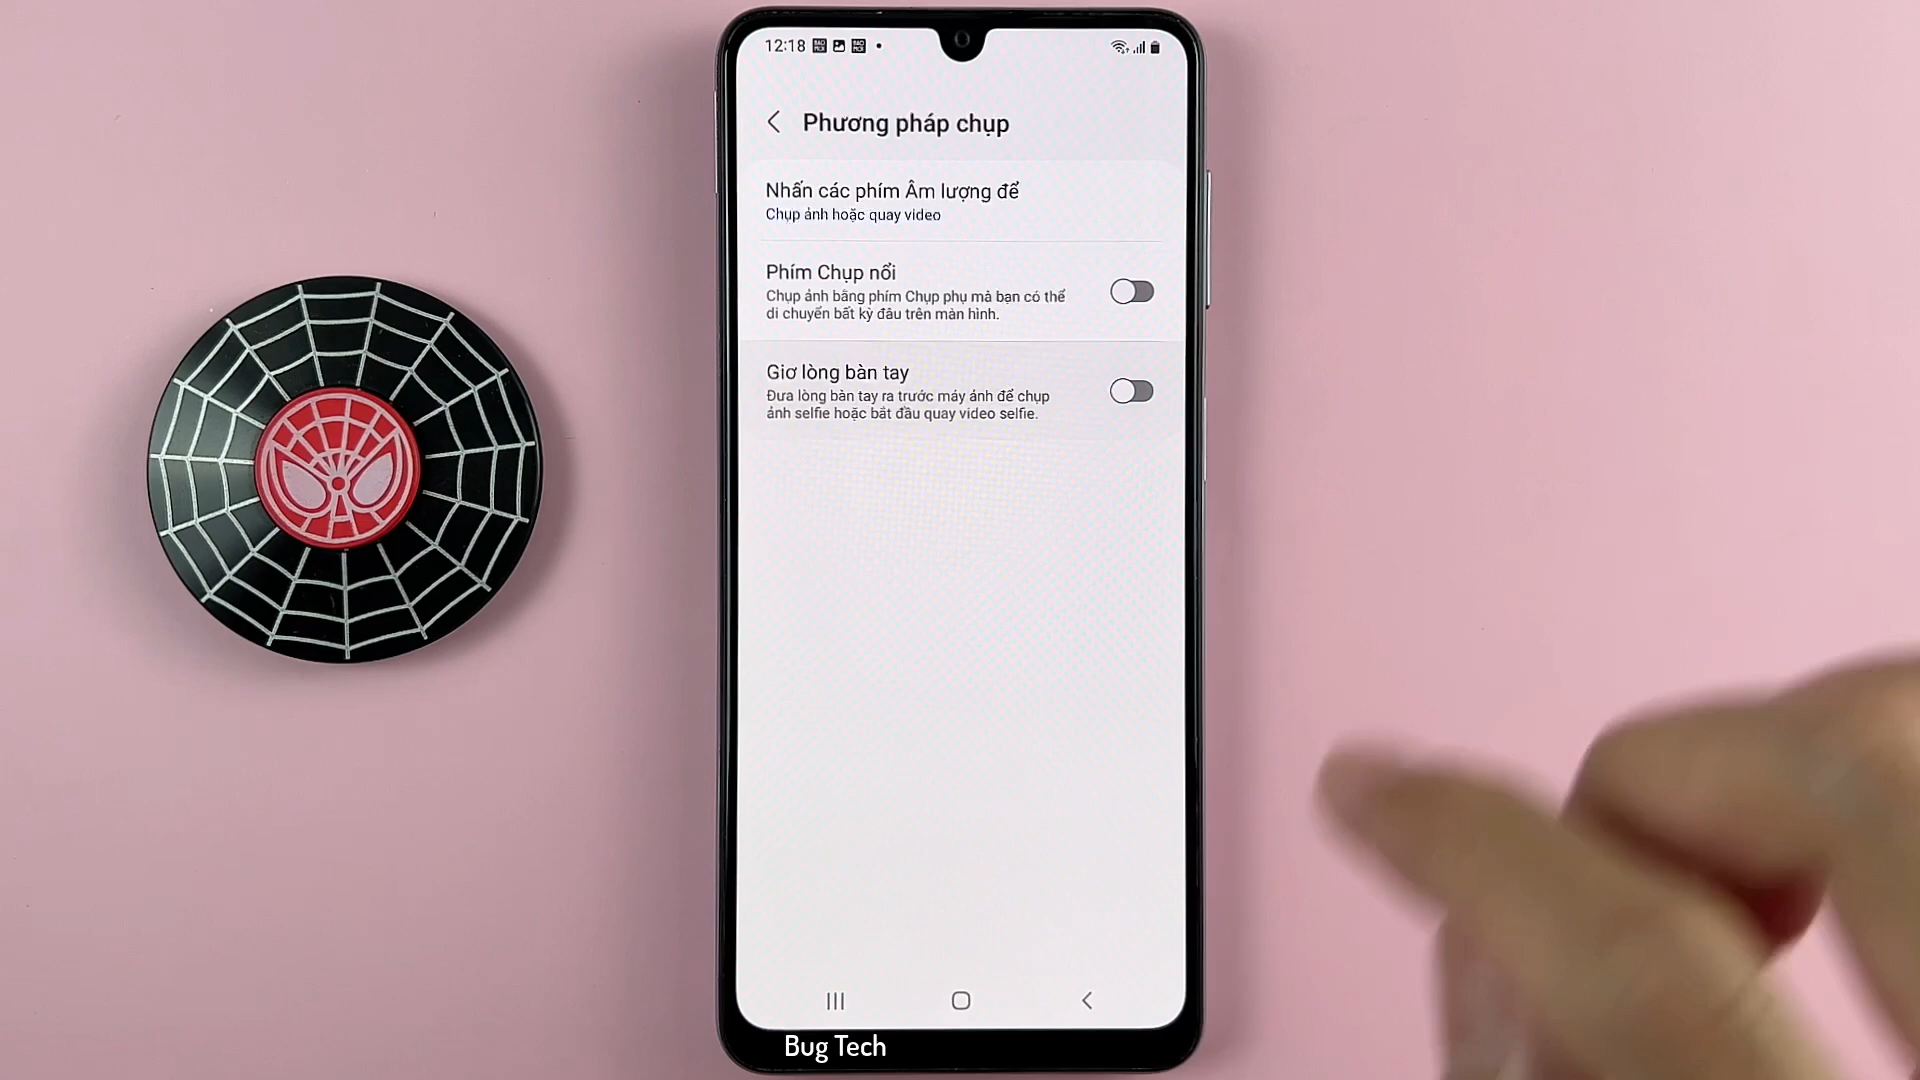 12:18
Phương pháp chụp
Nhấn các phím Âm lượng để
Chụp ảnh hoặc quay video
Phím Chụp nổi
Chụp ảnh bằng phím Chụp phụ mà bạn có thể
di chuyển bất kỳ đâu trên màn hình.
Giơ lòng bàn tay
Đưa lòng bàn tay ra trước máy ảnh để chụp
ảnh selfie hoặc bắt đầu quay video selfie.
Bug Tech